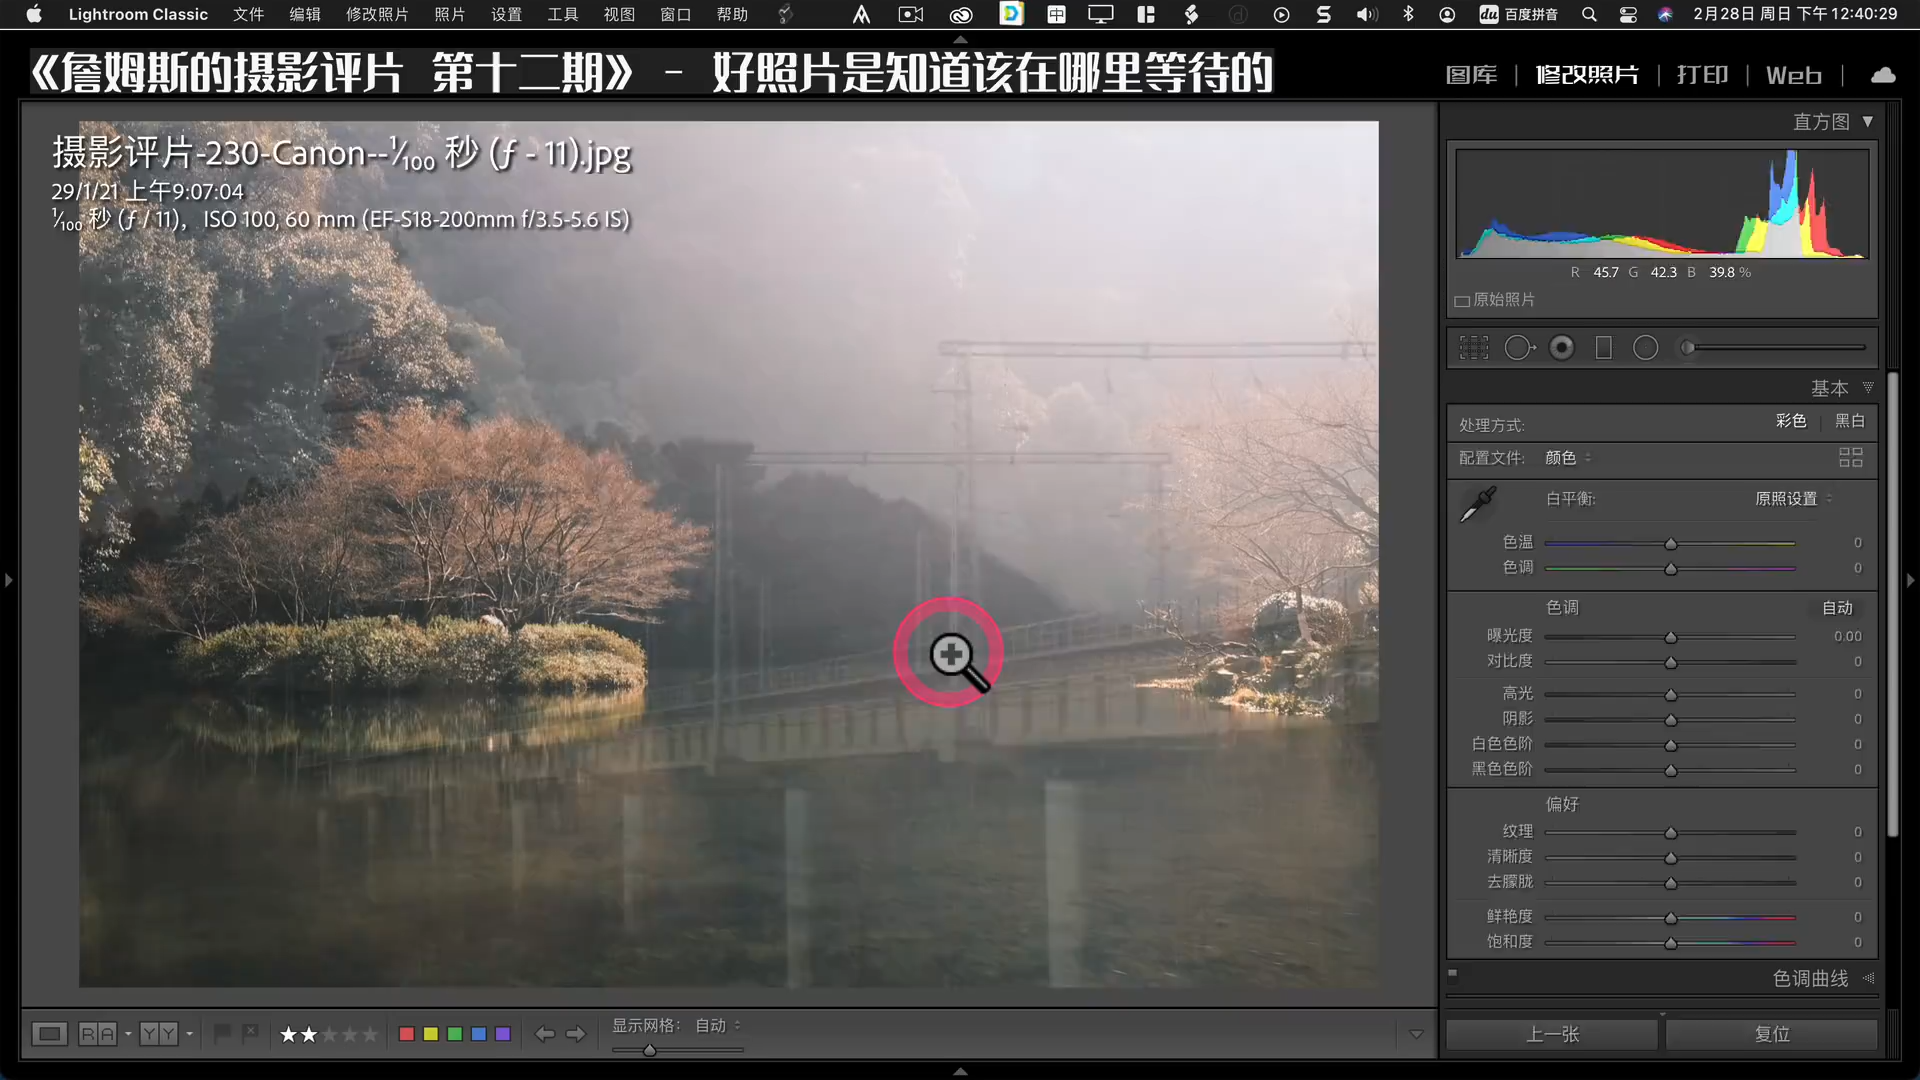 Lightroom Classic 文件 编辑 修改照片 照片 设置 工具 视图 窗口 帮助 中 du 百度拼音 2月28日 周日 下午 12:40:29
《詹姆斯的摄影评片 第十二期》 - 好照片是知道该在哪里等待的
图库 | 修改照片 | 打印 | Web |
摄影评片-230-Canon--¹⁄₁₀₀ 秒 (ƒ - 11).jpg
29/1/21 上午9:07:04
¹⁄₁₀₀ 秒 (ƒ / 11)， ISO 100, 60 mm (EF-S18-200mm f/3.5-5.6 IS)
直方图
R 45.7 G 42.3 B 39.8 %
原始照片
基本
处理方式: 彩色 | 黑白
配置文件: 颜色
白平衡: 原照设置
色温 0
色调 0
色调 自动
曝光度 0.00
对比度 0
高光 0
阴影 0
白色色阶 0
黑色色阶 0
偏好
纹理 0
清晰度 0
去朦胧 0
鲜艳度 0
饱和度 0
色调曲线
RA YY 显示网格: 自动
上一张 复位